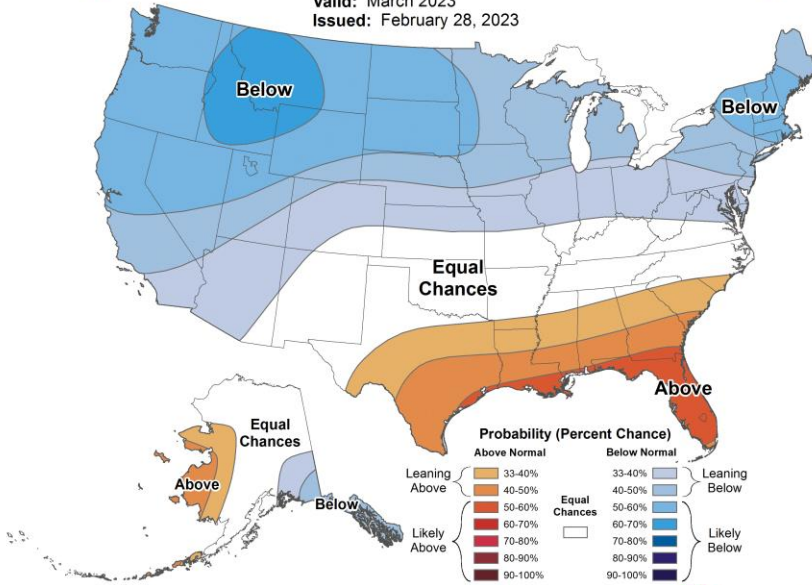 Valid: March 2023
Issued: February 28, 2023
Below
Below
Equal
Chances
Above
Equal
Chances
Above
Below
Probability (Percent Chance)
Above Normal
Below Normal
Leaning
Above
33-40%
40-50%
50-60%
60-70%
70-80%
80-90%
90-100%
Likely
Above
Equal
Chances
33-40%
40-50%
50-60%
60-70%
70-80%
80-90%
90-100%
Leaning
Below
Likely
Below